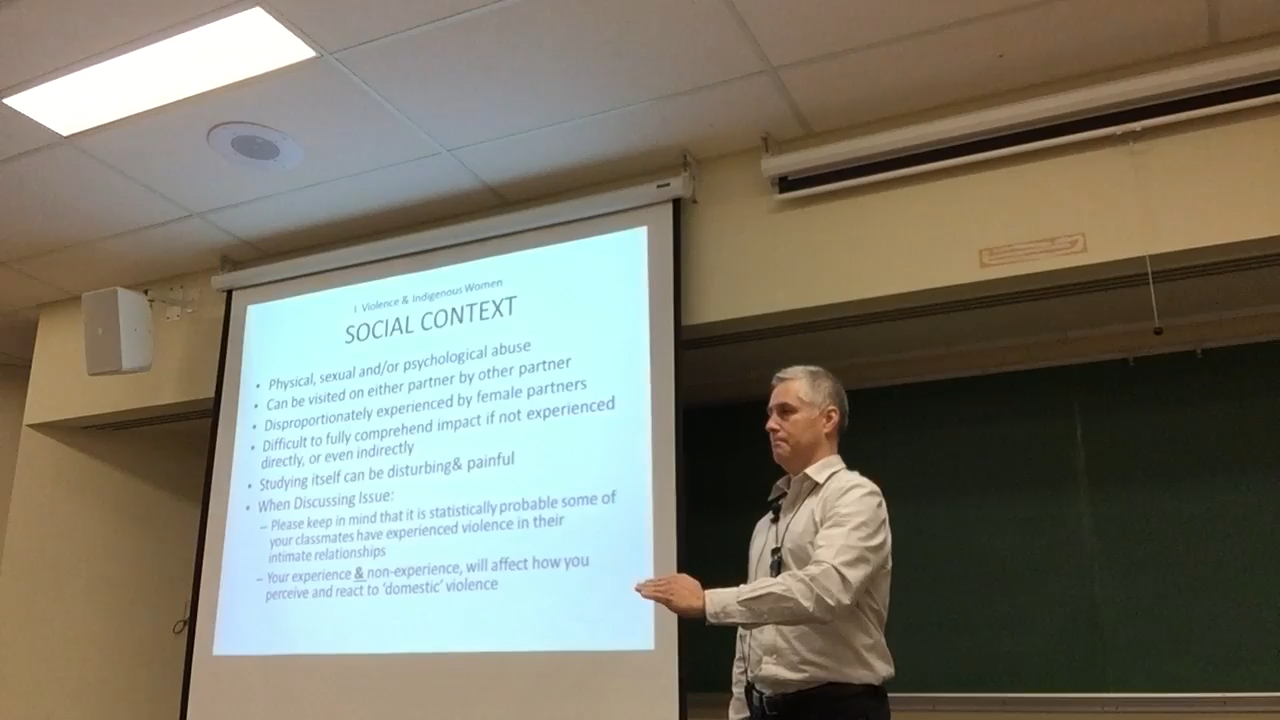 I Violence & Indigenous Women
SOCIAL CONTEXT
• Physical, sexual and/or psychological abuse
• Can be visited on either partner by other partner
• Disproportionately experienced by female partners
• Difficult to fully comprehend impact if not experienced
directly, or even indirectly
• Studying itself can be disturbing& painful
• When Discussing Issue:
– Please keep in mind that it is statistically probable some of
your classmates have experienced violence in their
intimate relationships
– Your experience & non-experience, will affect how you
perceive and react to ‘domestic’ violence